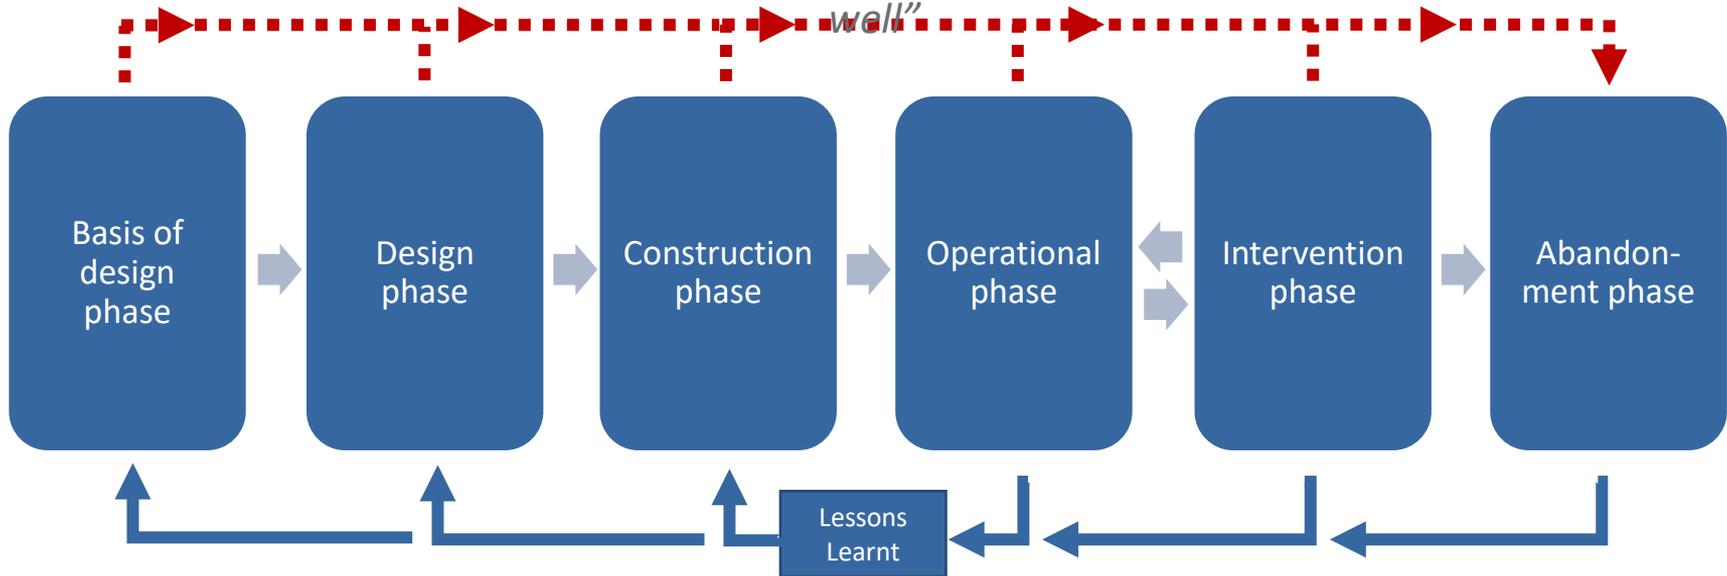 well”
Basis of
design
phase
Design
phase
Construction
phase
Operational
phase
Intervention
phase
Abandon-
ment phase
Lessons
Learnt